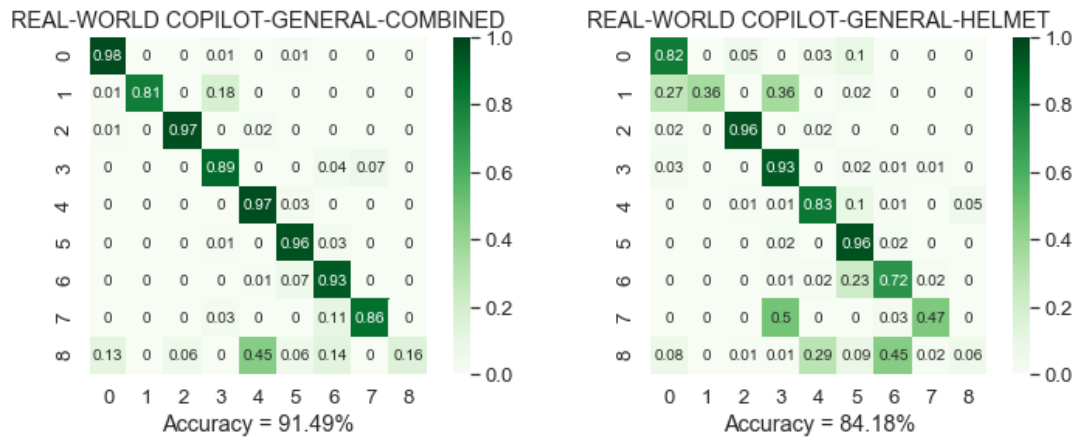 REAL-WORLD COPILOT-GENERAL-COMBINED
0 0.98 0 0 0.01 0 0.01 0 0 0 1.0
1 0.01 0.81 0 0.18 0 0 0 0 0 0.8
2 0.01 0 0.97 0 0.02 0 0 0 0
3 0 0 0 0.89 0 0 0.04 0.07 0 0.6
4 0 0 0 0 0.97 0.03 0 0 0
5 0 0 0 0.01 0 0.96 0.03 0 0 0.4
6 0 0 0 0 0.01 0.07 0.93 0 0
7 0 0 0 0.03 0 0 0.11 0.86 0 0.2
8 0.13 0 0.06 0 0.45 0.06 0.14 0 0.16 0.0
0 1 2 3 4 5 6 7 8
Accuracy = 91.49%
REAL-WORLD COPILOT-GENERAL-HELMET
0 0.82 0 0.05 0 0.03 0.1 0 0 0 1.0
1 0.27 0.36 0 0.36 0 0.02 0 0 0 0.8
2 0.02 0 0.96 0 0.02 0 0 0 0
3 0.03 0 0 0.93 0 0.02 0.01 0.01 0 0.6
4 0 0 0.01 0.01 0.83 0.1 0.01 0 0.05
5 0 0 0 0.02 0 0.96 0.02 0 0 0.4
6 0 0 0 0.01 0.02 0.23 0.72 0.02 0
7 0 0 0 0.5 0 0 0.03 0.47 0 0.2
8 0.08 0 0.01 0.01 0.29 0.09 0.45 0.02 0.06 0.0
0 1 2 3 4 5 6 7 8
Accuracy = 84.18%